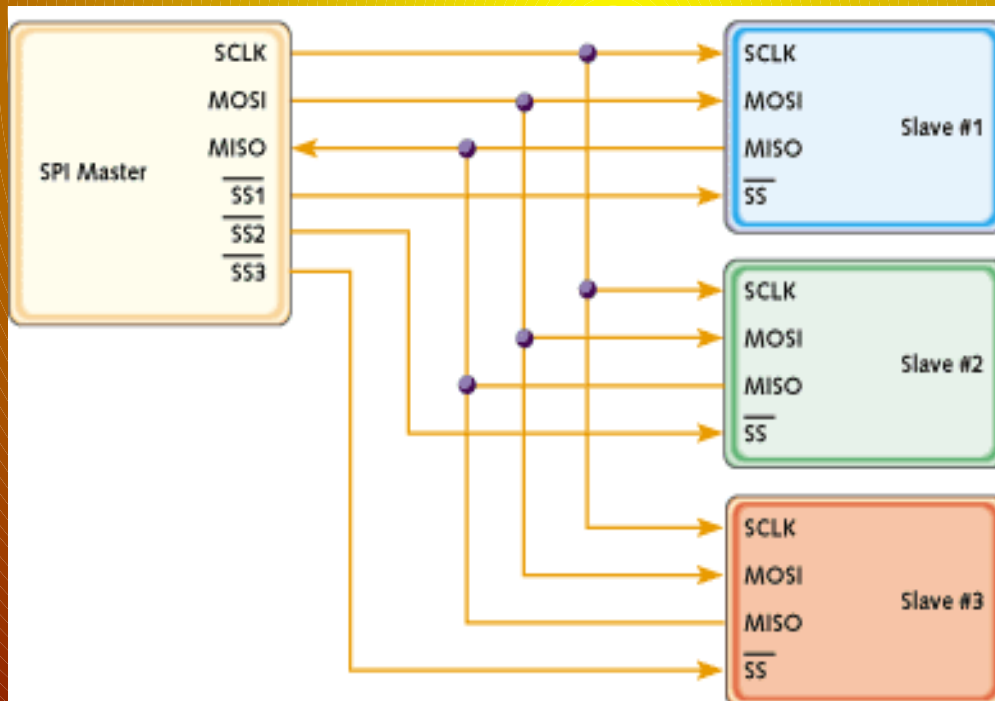 SPI Master
SCLK
MOSI
MISO
SS1
SS2
SS3
SCLK
MOSI
MISO
SS
Slave #1
SCLK
MOSI
MISO
SS
Slave #2
SCLK
MOSI
MISO
SS
Slave #3